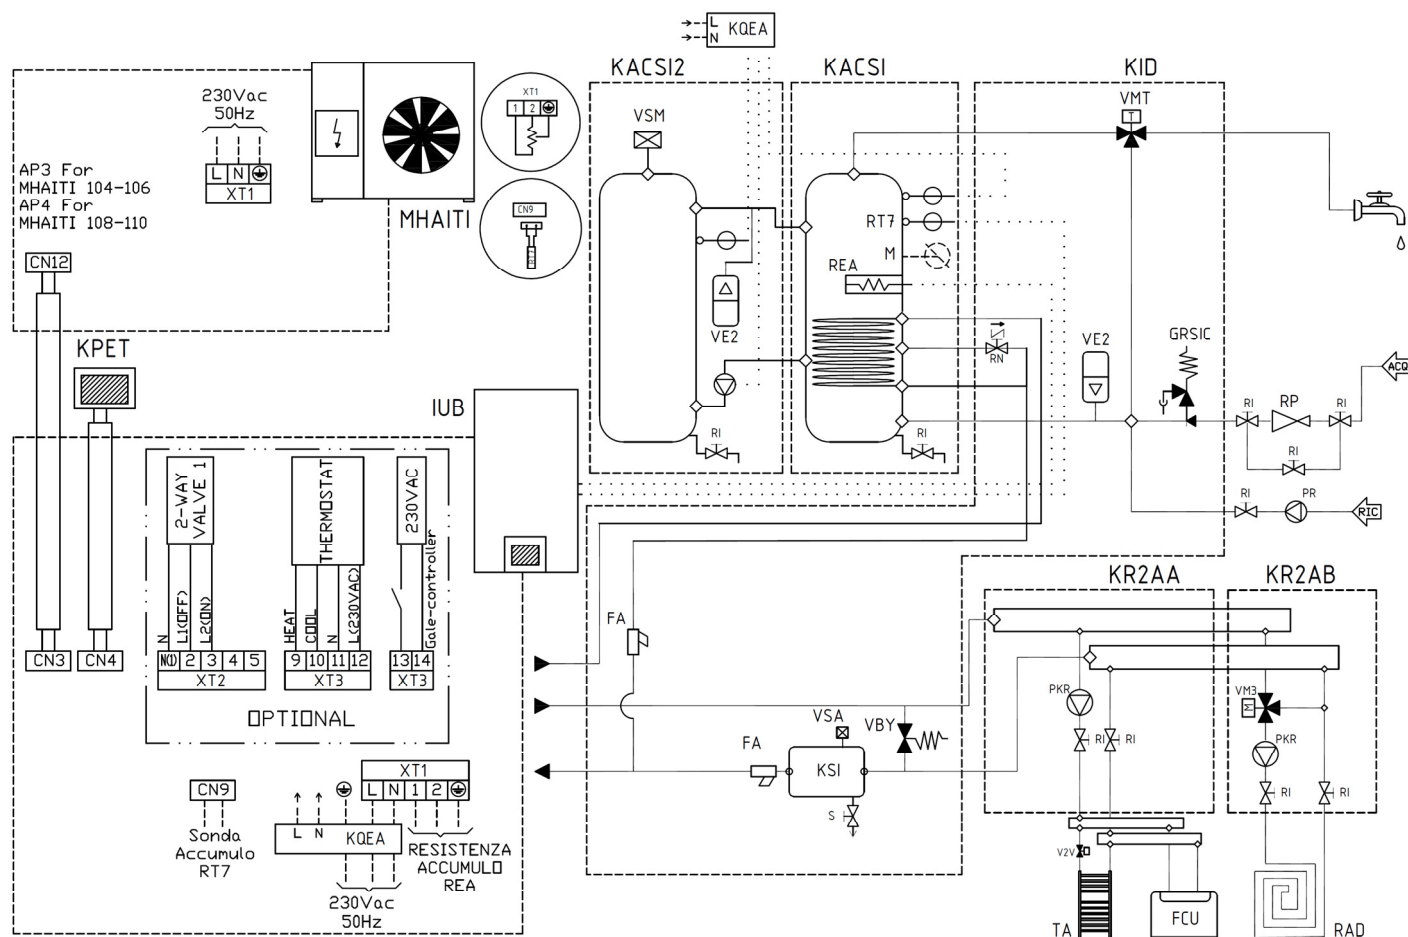 L
N
KQEA
KACSI2
KACSI
KID
230Vac
50Hz
XT1
1 2
VSM
VMT
T
AP3 For
MHAITI 104-106
AP4 For
MHAITI 108-110
L N
XT1
MHAITI
CN9
RT7
RT7
M
REA
CN12
VE2
RN
VE2
GRSIC
ACQ
KPET
IUB
RI
RI
RI
RP
RI
RI
RI
PR
RIC
2-WAY
VALVE 1
THERMOSTAT
230VAC
N
L1(OFF)
L2(ON)
HEAT
COOL
N
L(230VAC)
Gale-controller
KR2AA
KR2AB
FA
CN3
CN4
N(1) 2 3 4 5
XT2
9 10 11 12
XT3
13 14
XT3
OPTIONAL
PKR
VM3
M
VSA
VBY
RI
RI
PKR
FA
KSI
XT1
L N 1 2
CN9
RI
RI
S
L N
KQEA
Sonda
Accumulo
RT7
RESISTENZA
ACCUMULO
REA
230Vac
50Hz
V2V
TA
FCU
RAD